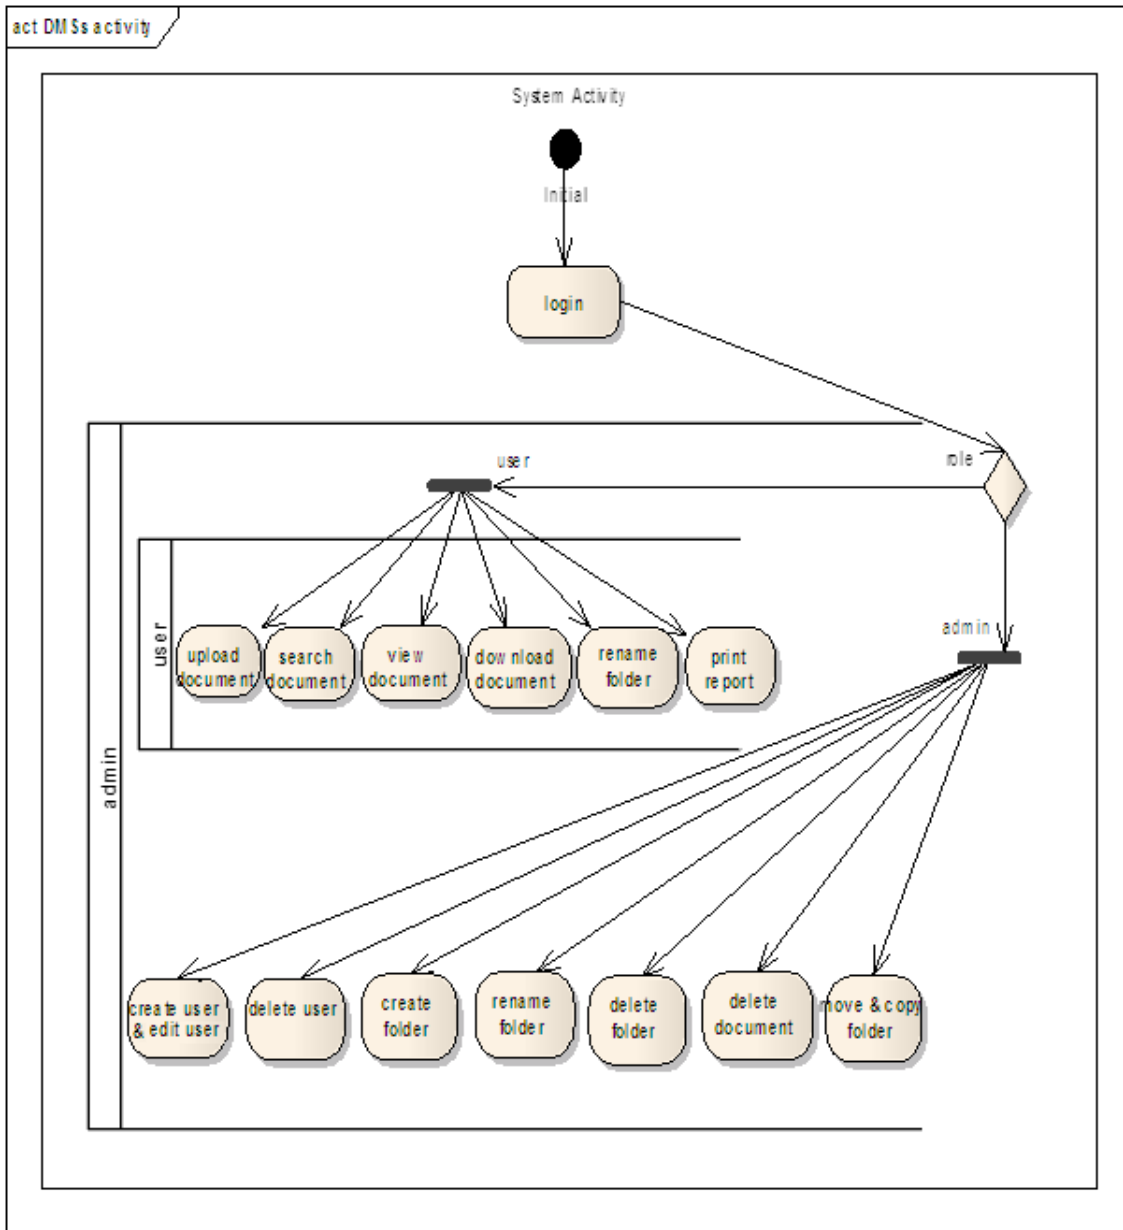 act DMSs activity
System Activity
Initial
login
role
user
user
upload
document
search
document
view
document
download
document
rename
folder
print
report
admin
admin
create user
& edit user
delete user
create
folder
rename
folder
delete
folder
delete
document
move & copy
folder